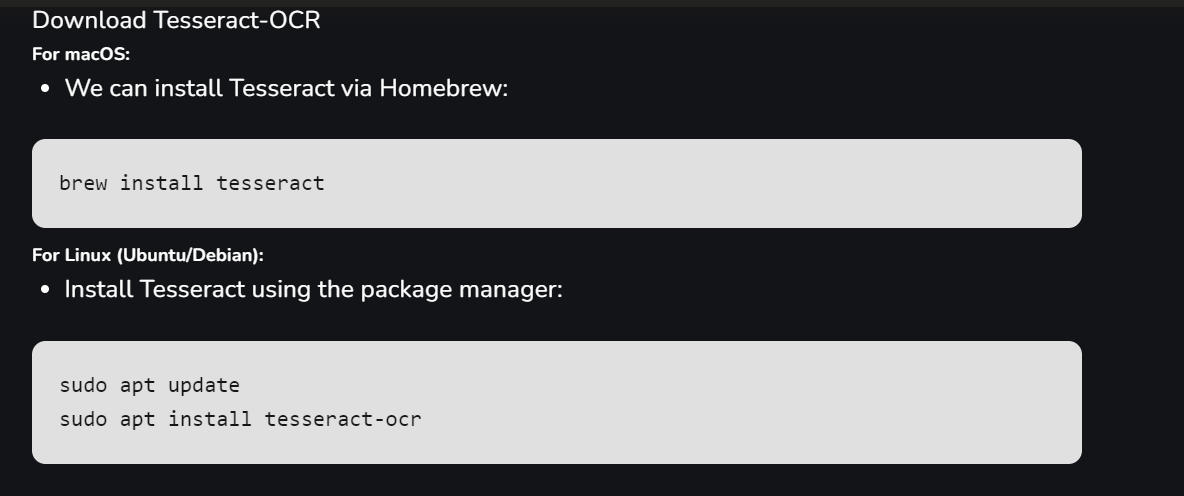 Download Tesseract-OCR
For macOS:
• We can install Tesseract via Homebrew:
brew install tesseract
For Linux (Ubuntu/Debian):
• Install Tesseract using the package manager:
sudo apt update
sudo apt install tesseract-ocr